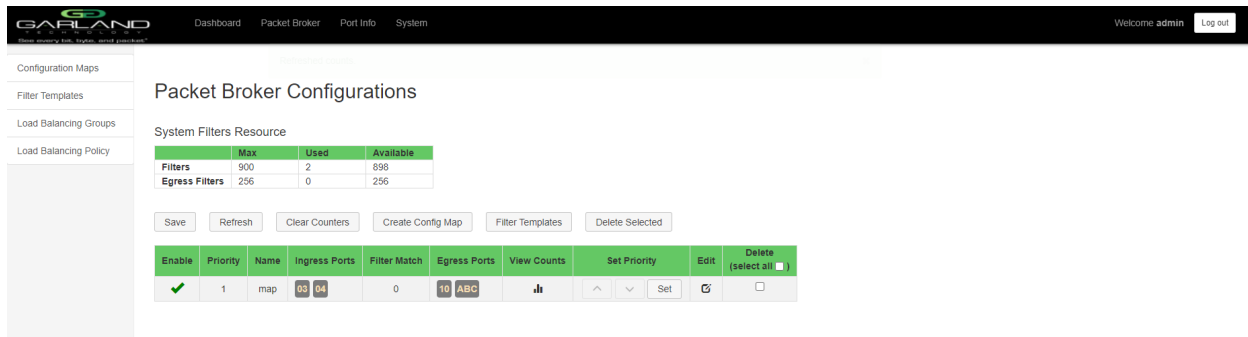 GARLAND
TECHNOLOGY
See every bit, byte, and packet®
Dashboard Packet Broker Port Info System
Welcome admin Log out
Configuration Maps
Filter Templates
Load Balancing Groups
Load Balancing Policy
Packet Broker Configurations
System Filters Resource
Max Used Available
Filters 900 2 898
Egress Filters 256 0 256
Save Refresh Clear Counters Create Config Map Filter Templates Delete Selected
Enable Priority Name Ingress Ports Filter Match Egress Ports View Counts Set Priority Edit Delete
(select all )
1 map 03 04 0 10 ABC Set